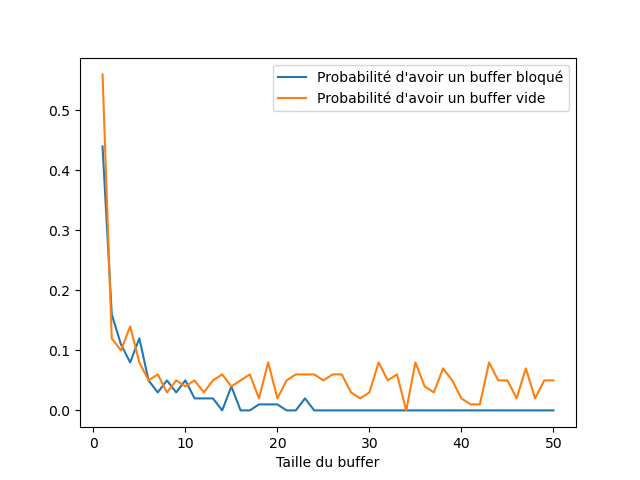 Probabilité d'avoir un buffer bloqué
Probabilité d'avoir un buffer vide
0.5
0.4
0.3
0.2
0.1
0.0
0 10 20 30 40 50
Taille du buffer